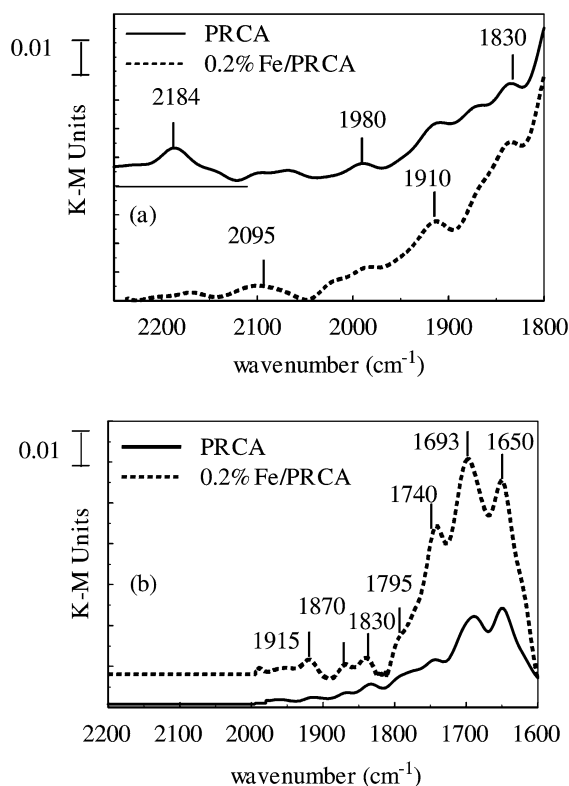 0.01
PRCA
0.2% Fe/PRCA
1830
2184
1980
1910
2095
(a)
K-M Units
2200 2100 2000 1900 1800
wavenumber (cm⁻¹)
0.01
PRCA
0.2% Fe/PRCA
1693
1650
1740
1795
1870
1830
1915
(b)
K-M Units
2200 2100 2000 1900 1800 1700 1600
wavenumber (cm⁻¹)